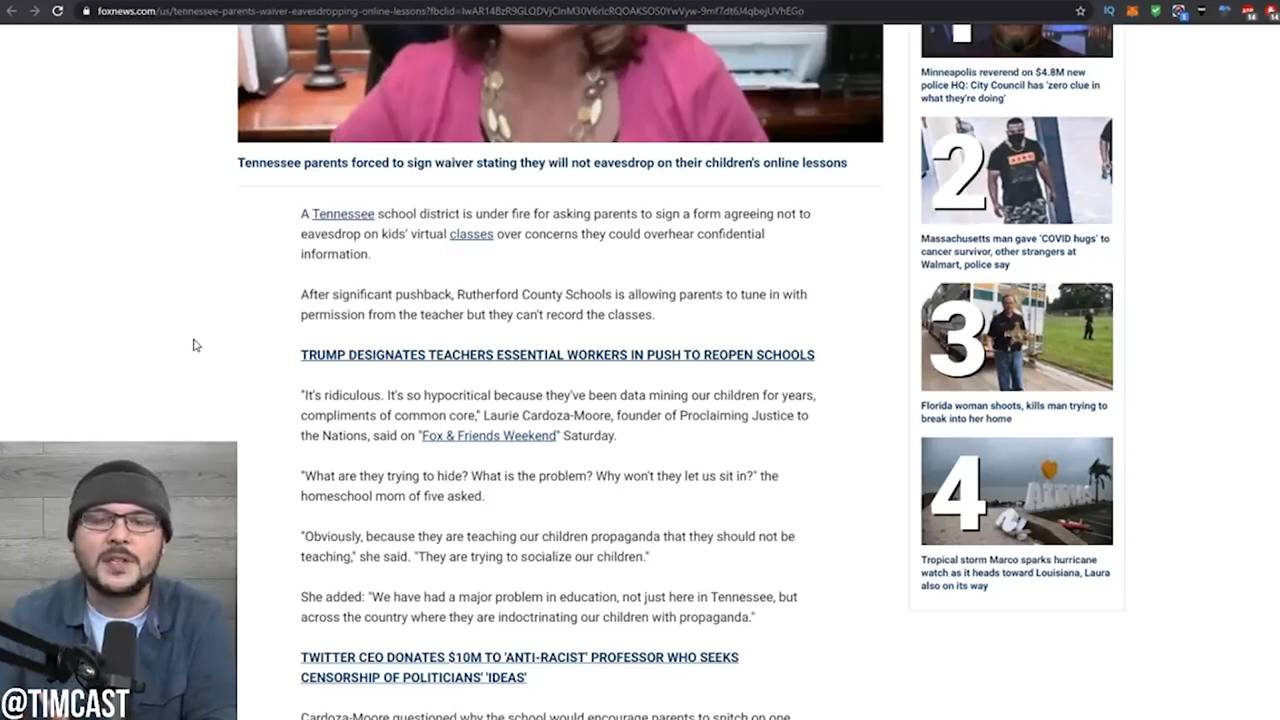 foxnews.com/us/tennessee-parents-waiver-eavesdropping-online-lessons?fbclid=
Tennessee parents forced to sign waiver stating they will not eavesdrop on their children's online lessons
A Tennessee school district is under fire for asking parents to sign a form agreeing not to
eavesdrop on kids' virtual classes over concerns they could overhear confidential
information.
After significant pushback, Rutherford County Schools is allowing parents to tune in with
permission from the teacher but they can't record the classes.
TRUMP DESIGNATES TEACHERS ESSENTIAL WORKERS IN PUSH TO REOPEN SCHOOLS
"It's ridiculous. It's so hypocritical because they've been data mining our children for years,
compliments of common core," Laurie Cardoza-Moore, founder of Proclaiming Justice to
the Nations, said on "Fox & Friends Weekend" Saturday.
"What are they trying to hide? What is the problem? Why won't they let us sit in?" the
homeschool mom of five asked.
"Obviously, because they are teaching our children propaganda that they should not be
teaching," she said. "They are trying to socialize our children."
She added: "We have had a major problem in education, not just here in Tennessee, but
across the country where they are indoctrinating our children with propaganda."
TWITTER CEO DONATES $10M TO 'ANTI-RACIST' PROFESSOR WHO SEEKS
CENSORSHIP OF POLITICIANS' 'IDEAS'
Cardoza-Moore questioned why the school would encourage parents to snitch on one
Minneapolis reverend on $4.8M new
police HQ: City Council has 'zero clue in
what they're doing'
2
Massachusetts man gave 'COVID hugs' to
cancer survivor, other strangers at
Walmart, police say
3
Florida woman shoots, kills man trying to
break into her home
4
Tropical storm Marco sparks hurricane
watch as it heads toward Louisiana, Laura
also on its way
@TIMCAST